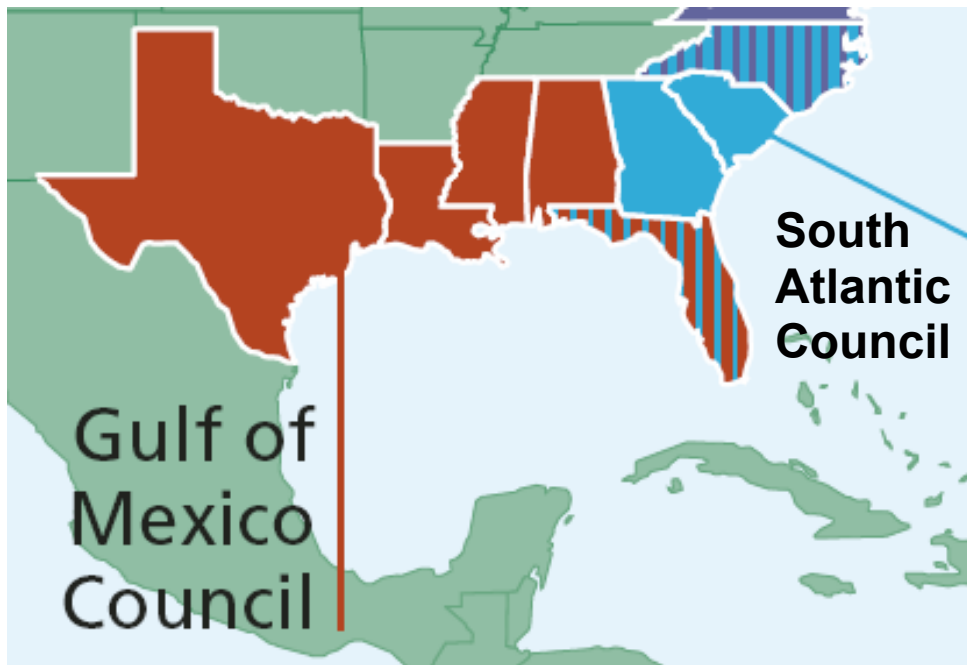 South
Atlantic
Council
Gulf of
Mexico
Council